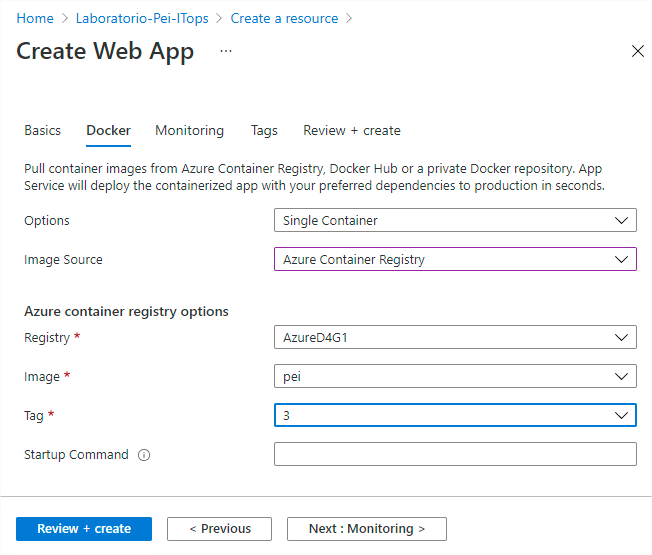 Home > Laboratorio-Pei-ITops > Create a resource >
Create Web App ...
Basics Docker Monitoring Tags Review + create
Pull container images from Azure Container Registry, Docker Hub or a private Docker repository. App
Service will deploy the containerized app with your preferred dependencies to production in seconds.
Options Single Container
Image Source Azure Container Registry
Azure container registry options
Registry * AzureD4G1
Image * pei
Tag * 3
Startup Command
Review + create < Previous Next : Monitoring >